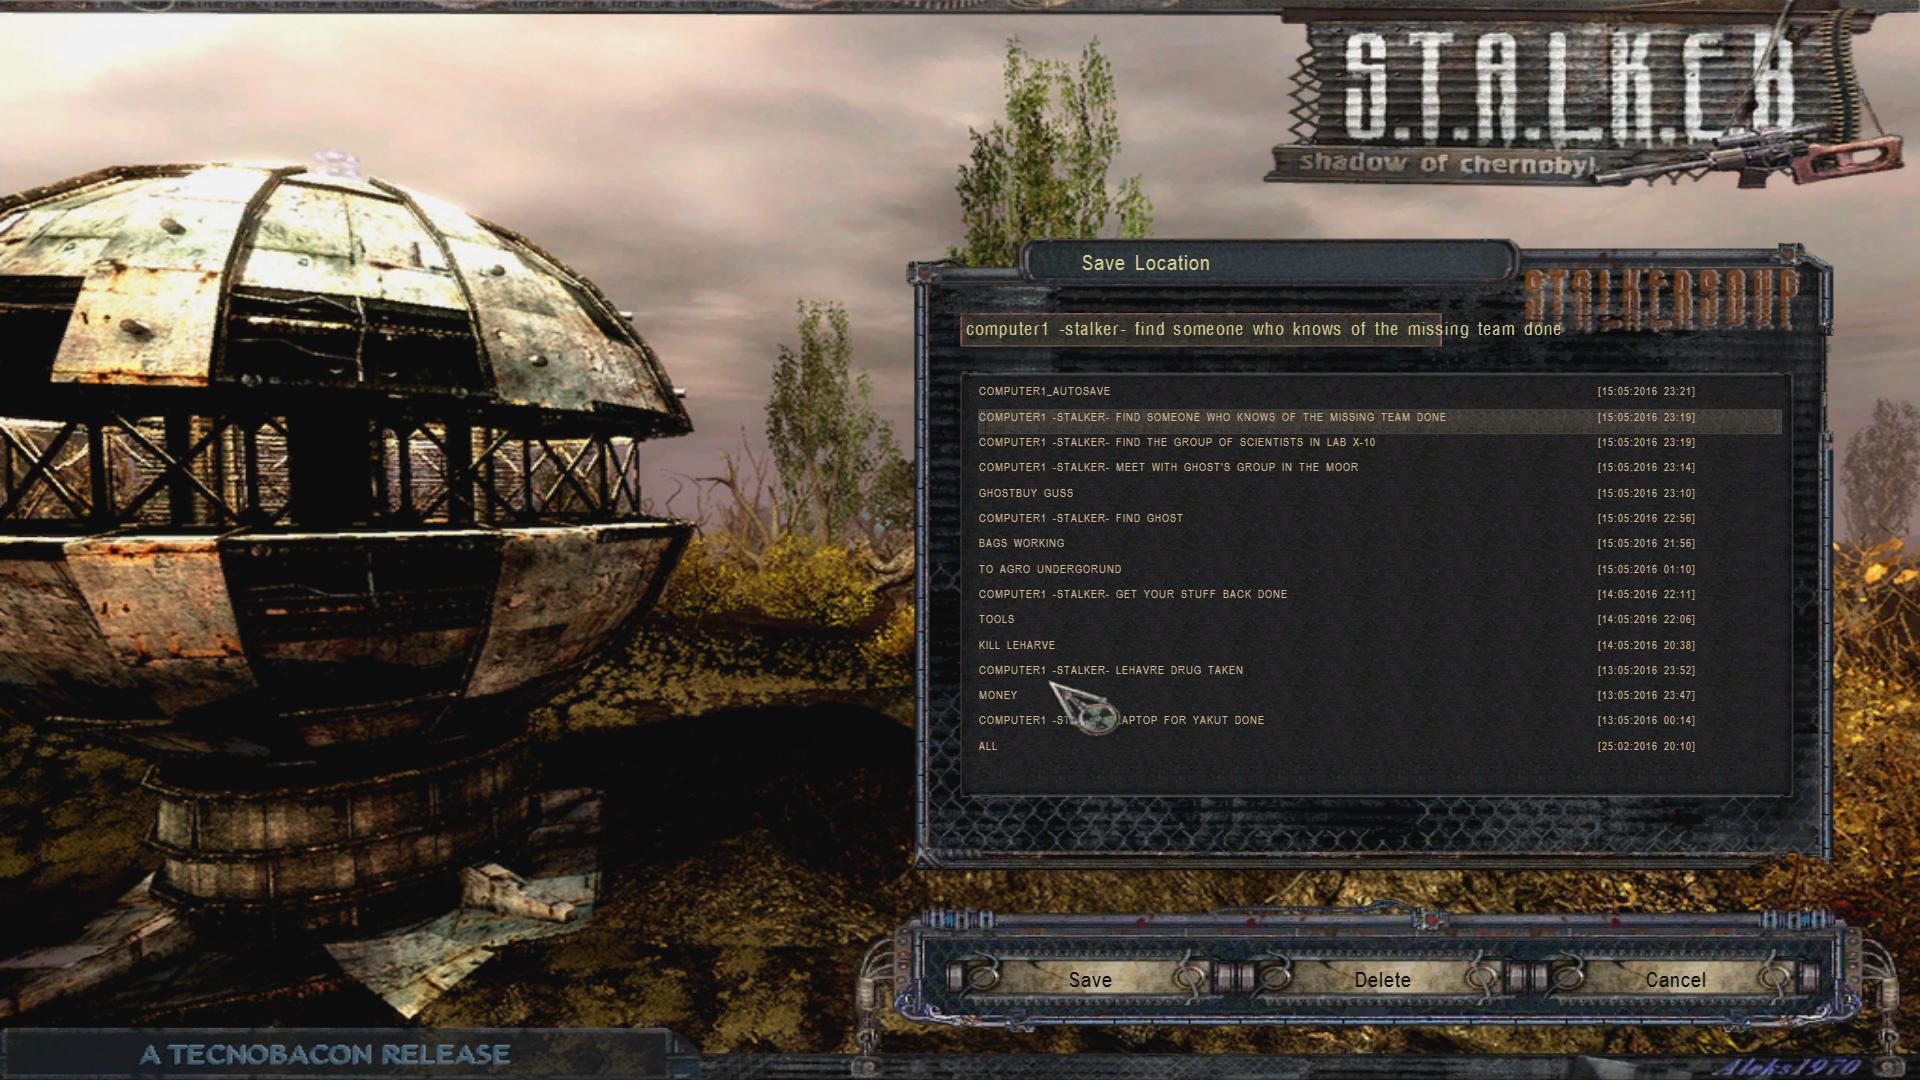 S.T.A.L.K.E.R
shadow of chernobyl
Save Location
STALKERSOUP
computer1 -stalker- find someone who knows of the missing team done
COMPUTER1_AUTOSAVE [15:05:2016 23:21]
COMPUTER1 -STALKER- FIND SOMEONE WHO KNOWS OF THE MISSING TEAM DONE [15:05:2016 23:19]
COMPUTER1 -STALKER- FIND THE GROUP OF SCIENTISTS IN LAB X-10 [15:05:2016 23:19]
COMPUTER1 -STALKER- MEET WITH GHOST'S GROUP IN THE MOOR [15:05:2016 23:14]
GHOSTBUY GUSS [15:05:2016 23:10]
COMPUTER1 -STALKER- FIND GHOST [15:05:2016 22:56]
BAGS WORKING [15:05:2016 21:56]
TO AGRO UNDERGORUND [15:05:2016 01:10]
COMPUTER1 -STALKER- GET YOUR STUFF BACK DONE [14:05:2016 22:11]
TOOLS [14:05:2016 22:06]
KILL LEHARVE [14:05:2016 20:38]
COMPUTER1 -STALKER- LEHAVRE DRUG TAKEN [13:05:2016 23:52]
MONEY [13:05:2016 23:47]
COMPUTER1 FOR YAKUT DONE [13:05:2016 00:14]
ALL [25:02:2016 20:10]
Save Delete Cancel
A TECNOBACON RELEASE
Aleks1970